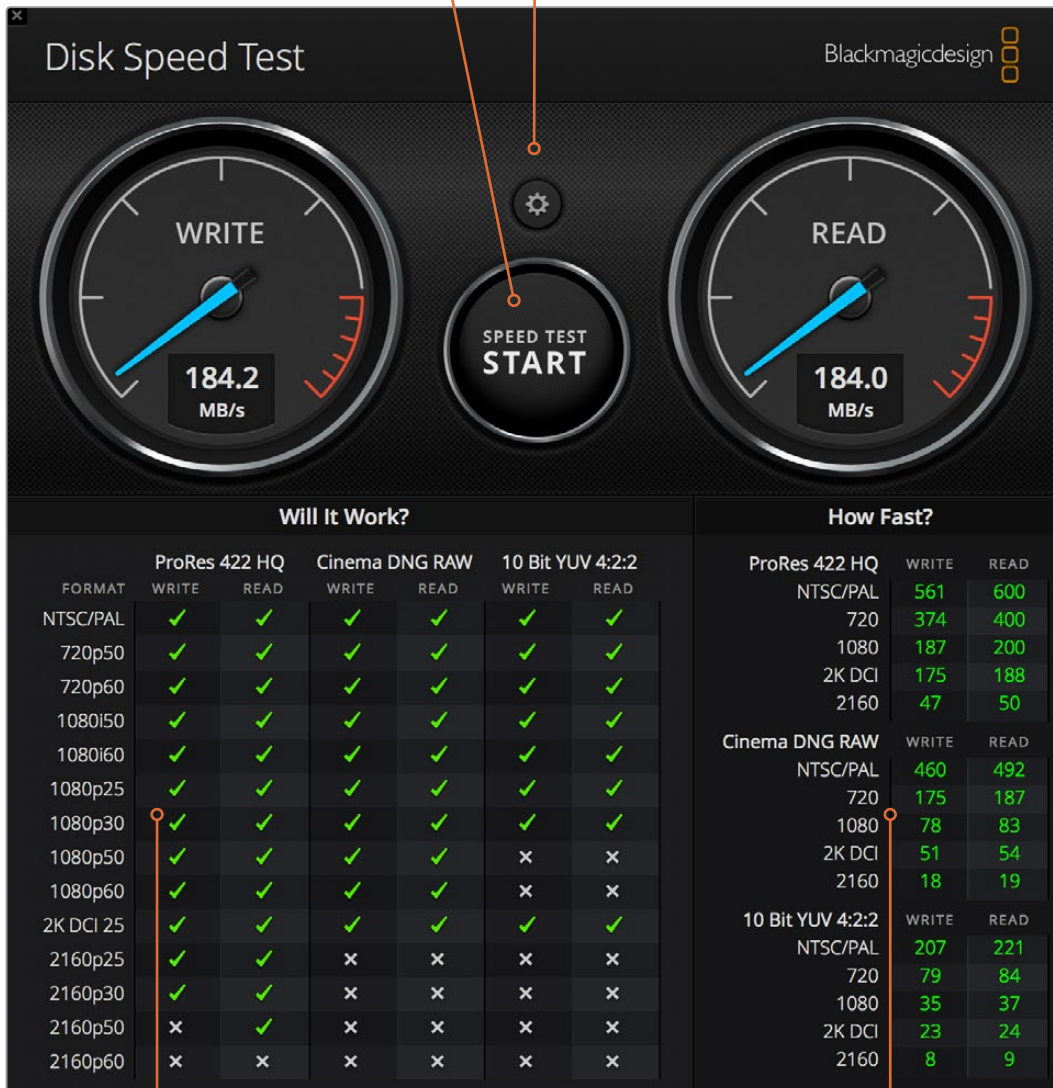 Disk Speed Test
Blackmagicdesign
WRITE
184.2
MB/s
SPEED TEST
START
READ
184.0
MB/s
Will It Work?
ProRes 422 HQ Cinema DNG RAW 10 Bit YUV 4:2:2
FORMAT WRITE READ WRITE READ WRITE READ
NTSC/PAL ✓ ✓ ✓ ✓ ✓ ✓
720p50 ✓ ✓ ✓ ✓ ✓ ✓
720p60 ✓ ✓ ✓ ✓ ✓ ✓
1080i50 ✓ ✓ ✓ ✓ ✓ ✓
1080i60 ✓ ✓ ✓ ✓ ✓ ✓
1080p25 ✓ ✓ ✓ ✓ ✓ ✓
1080p30 ✓ ✓ ✓ ✓ ✓ ✓
1080p50 ✓ ✓ ✓ ✓ × ×
1080p60 ✓ ✓ ✓ ✓ × ×
2K DCI 25 ✓ ✓ ✓ ✓ ✓ ✓
2160p25 ✓ ✓ × × × ×
2160p30 ✓ ✓ × × × ×
2160p50 × ✓ × × × ×
2160p60 × × × × × ×
How Fast?
ProRes 422 HQ WRITE READ
NTSC/PAL 561 600
720 374 400
1080 187 200
2K DCI 175 188
2160 47 50
Cinema DNG RAW WRITE READ
NTSC/PAL 460 492
720 175 187
1080 78 83
2K DCI 51 54
2160 18 19
10 Bit YUV 4:2:2 WRITE READ
NTSC/PAL 207 221
720 79 84
1080 35 37
2K DCI 23 24
2160 8 9